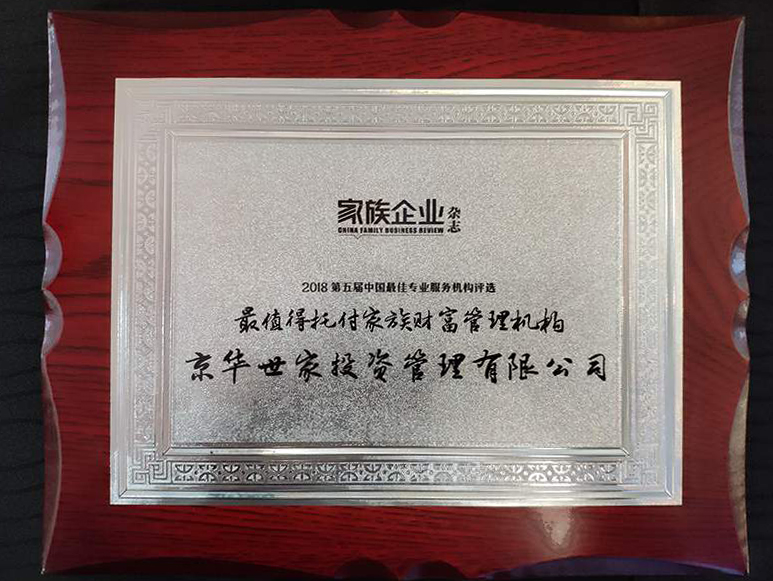 家族企业 杂志
CHINA FAMILY BUSINESS REVIEW
2018 第五届中国最佳专业服务机构评选
最值得托付家族财富管理机构
京华世家投资管理有限公司